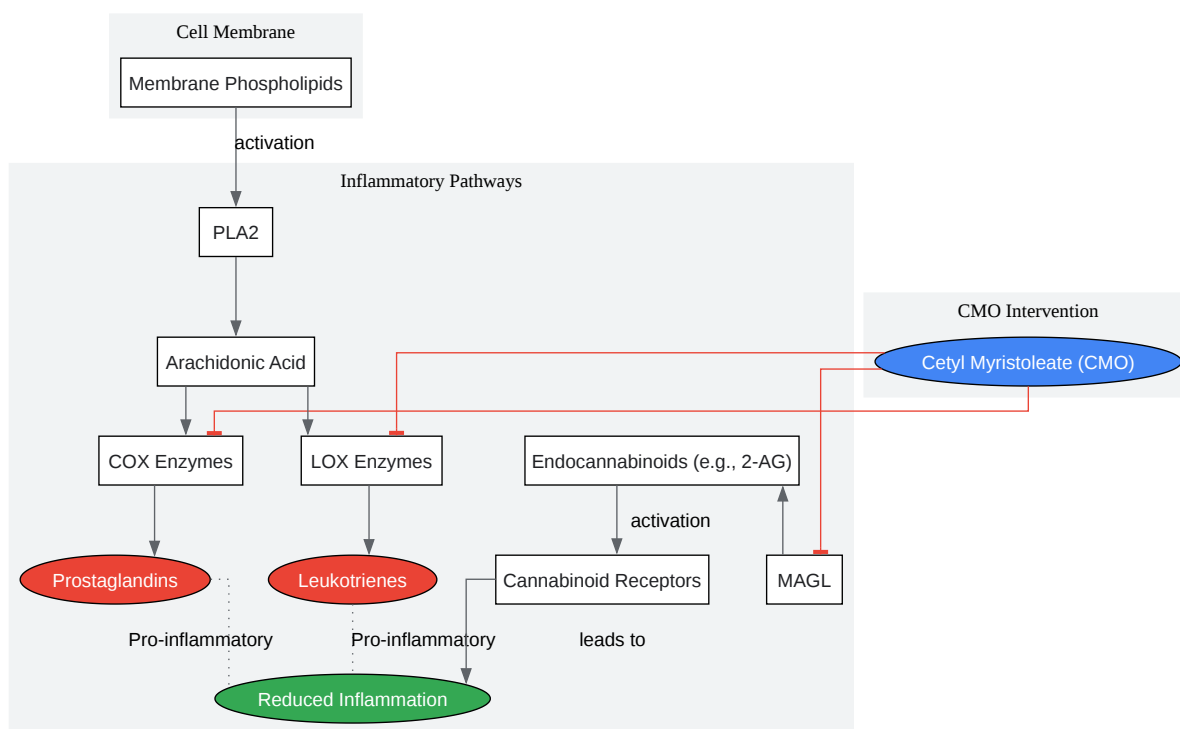 Cell Membrane
Membrane Phospholipids
activation
Inflammatory Pathways
PLA2
CMO Intervention
Arachidonic Acid
Cetyl Myristoleate (CMO)
COX Enzymes
LOX Enzymes
Endocannabinoids (e.g., 2-AG)
activation
Prostaglandins
Leukotrienes
Cannabinoid Receptors
MAGL
Pro-inflammatory
Pro-inflammatory
leads to
Reduced Inflammation